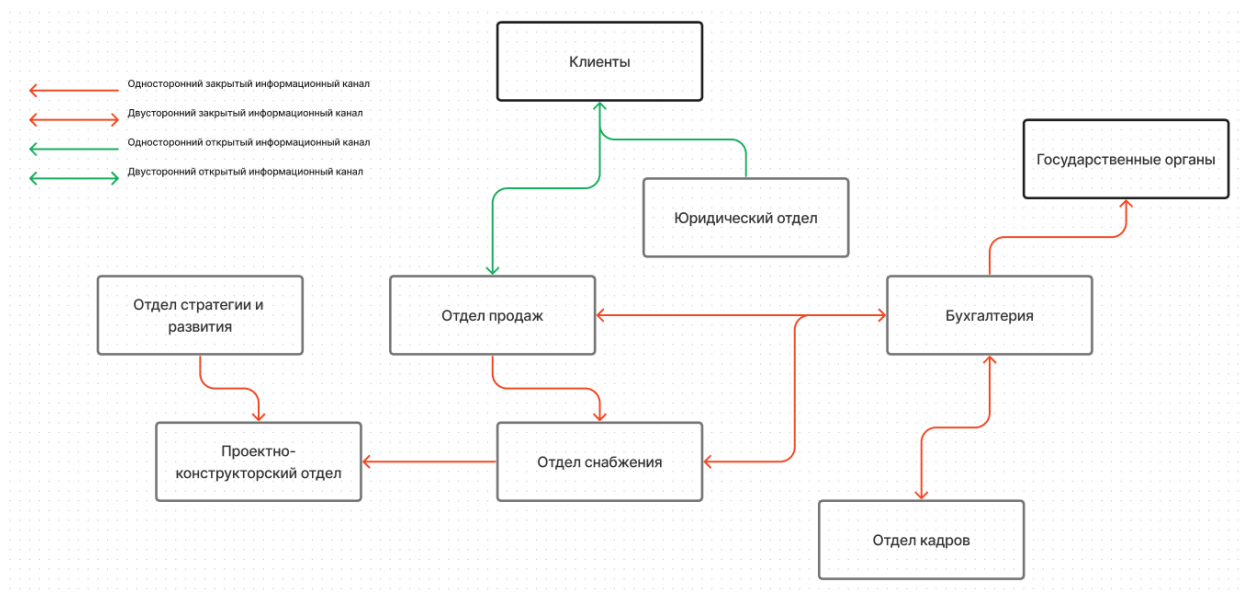 Клиенты
Односторонний закрытый информационный канал
Двусторонний закрытый информационный канал
Односторонний открытый информационный канал
Двусторонний открытый информационный канал
Государственные органы
Юридический отдел
Отдел стратегии и
развития
Отдел продаж
Бухгалтерия
Проектно-
конструкторский отдел
Отдел снабжения
Отдел кадров